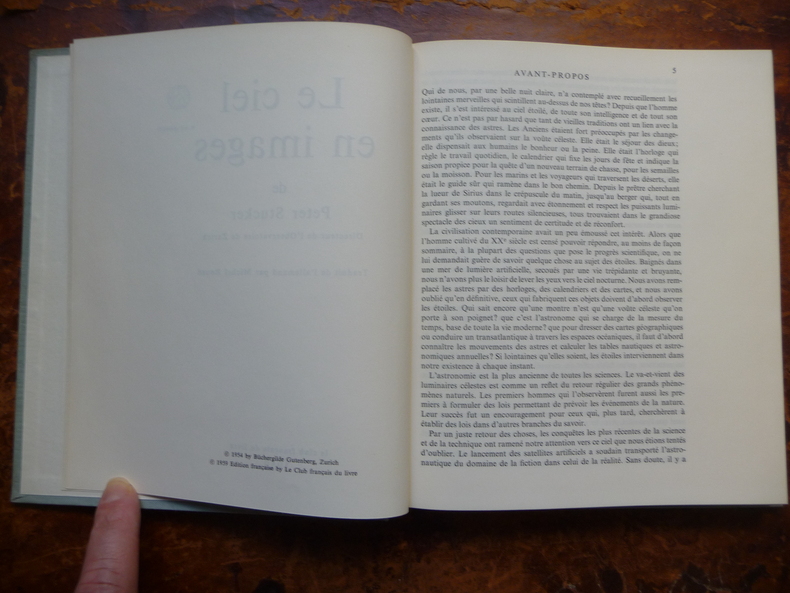 Le ciel
en images
de
Peter Stucker
© 1954 by Büchergilde Gutenberg, Zurich
© 1958 Edition française by Le Club français du livre
5
AVANT-PROPOS
Qui de nous, par une belle nuit claire, n'a contemplé avec recueillement les
lointaines merveilles qui scintillent au-dessus de nos têtes? Depuis que l'homme
existe, il s'est intéressé au ciel étoilé, de toute son intelligence et de tout son
cœur. Ce n'est pas par hasard que tant de vieilles traditions ont un lien avec la
connaissance des astres. Les Anciens étaient fort préoccupés par les change-
ments qu'ils observaient sur la voûte céleste. Elle était le séjour des dieux;
elle dispensait aux humains le bonheur ou la peine. Elle était l'horloge qui
règle le travail quotidien, le calendrier qui fixe les jours de fête et indique la
saison propice pour la quête d'un nouveau terrain de chasse, pour les semailles
ou la moisson. Pour les marins et les voyageurs qui traversent les déserts, elle
était le guide sûr qui ramène dans le bon chemin. Depuis le prêtre cherchant
la lueur de Sirius dans le crépuscule du matin, jusqu'au berger qui, tout en
gardant ses moutons, regardait avec étonnement et respect les puissants lumi-
naires glisser sur leurs routes silencieuses, tous trouvaient dans le grandiose
spectacle des cieux un sentiment de certitude et de réconfort.
La civilisation contemporaine avait un peu émoussé cet intérêt. Alors que
l'homme cultivé du XXe siècle est censé pouvoir répondre, au moins de façon
sommaire, à la plupart des questions que pose le progrès scientifique, on ne
lui demandait guère de savoir quelque chose au sujet des étoiles. Baignés dans
une mer de lumière artificielle, secoués par une vie trépidante et bruyante,
nous n'avons plus le loisir de lever les yeux vers le ciel nocturne. Nous avons rem-
placé les astres par des horloges, des calendriers et des cartes, et nous avons
oublié qu'en définitive, ceux qui fabriquent ces objets doivent d'abord observer
les étoiles. Qui sait encore qu'une montre n'est qu'une voûte céleste qu'on
porte à son poignet? que c'est l'astronome qui se charge de la mesure du
temps, base de toute la vie moderne? que pour dresser des cartes géographiques
ou conduire un transatlantique à travers les espaces océaniques, il faut d'abord
connaître les mouvements des astres et calculer les tables nautiques et astro-
nomiques annuelles? Si lointaines qu'elles soient, les étoiles interviennent dans
notre existence à chaque instant.
L'astronomie est la plus ancienne de toutes les sciences. Le va-et-vient des
luminaires célestes est comme un reflet du retour régulier des grands phéno-
mènes naturels. Les premiers hommes qui l'observèrent furent aussi les pre-
miers à formuler des lois permettant de prévoir les événements de la nature.
Leur succès fut un encouragement pour ceux qui, plus tard, cherchèrent à
établir des lois dans d'autres branches du savoir.
Par un juste retour des choses, les conquêtes les plus récentes de la science
et de la technique ont ramené notre attention vers ce ciel que nous étions tentés
d'oublier. Le lancement des satellites artificiels a soudain transporté l'astro-
nautique du domaine de la fiction dans celui de la réalité. Sans doute, il y a